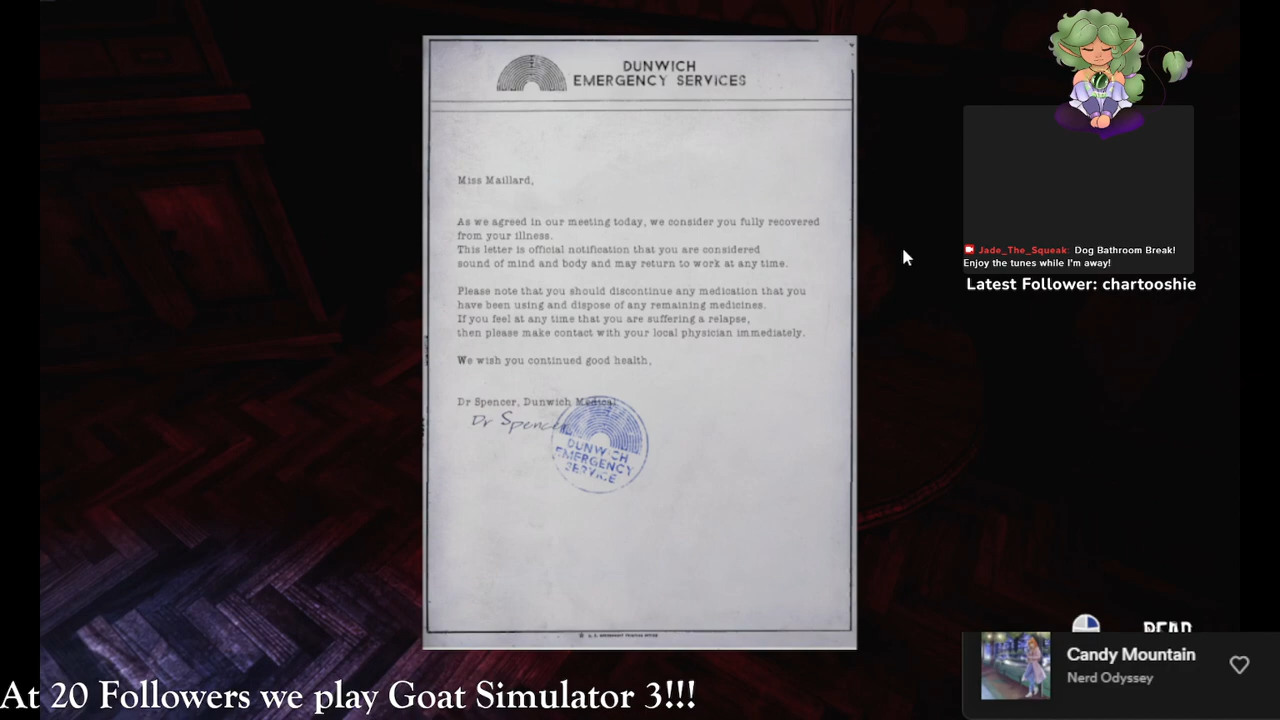 DUNWICH
EMERGENCY SERVICES
Miss Maillard,
As we agreed in our meeting today, we consider you fully recovered
from your illness.
This letter is official notification that you are considered
sound of mind and body and may return to work at any time.
Please note that you should discontinue any medication that you
have been using and dispose of any remaining medicines.
If you feel at any time that you are suffering a relapse,
then please make contact with your local physician immediately.
We wish you continued good health,
Dr Spencer, Dunwich Medical
Dr Spencer
DUNWICH
EMERGENCY
SERVICE
Jade_The_Squeak: Dog Bathroom Break!
Enjoy the tunes while I'm away!
Latest Follower: chartooshie
READ
Candy Mountain
Nerd Odyssey
At 20 Followers we play Goat Simulator 3!!!